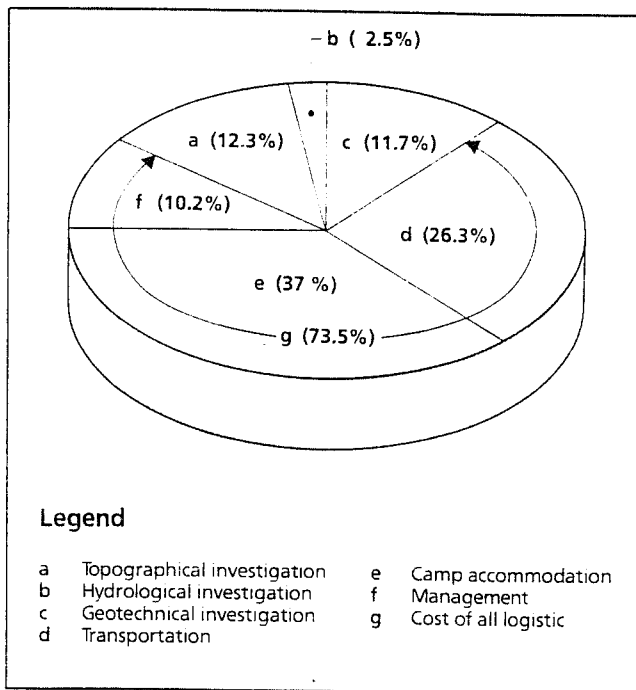 b ( 2.5%)
a (12.3%)
c (11.7%)
f (10.2%)
d (26.3%)
e (37 %)
g (73.5%)
Legend
a Topographical investigation
b Hydrological investigation
c Geotechnical investigation
d Transportation
e Camp accommodation
f Management
g Cost of all logistic